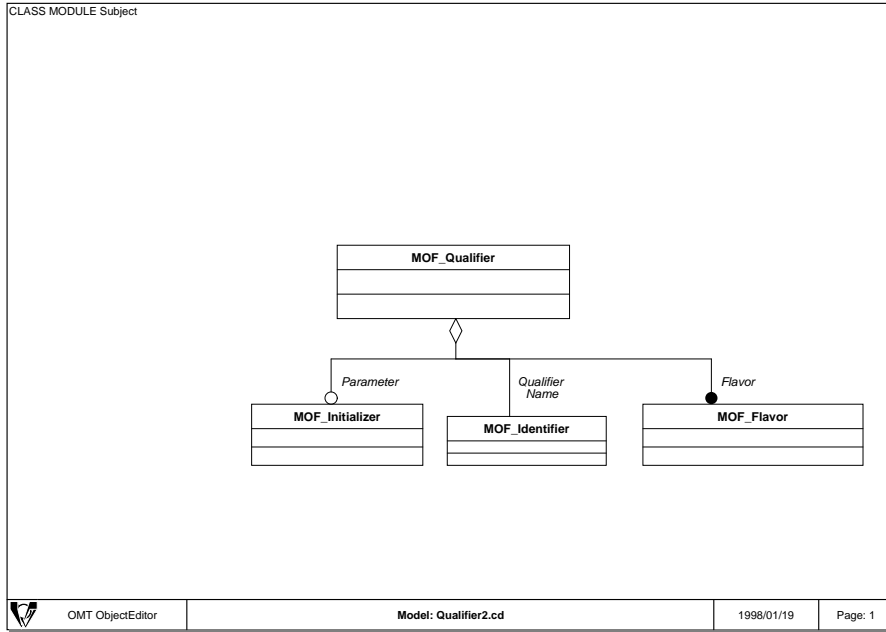 CLASS MODULE Subject
MOF_Qualifier
Parameter
Qualifier
Name
Flavor
MOF_Initializer
MOF_Identifier
MOF_Flavor
OMT ObjectEditor
Model: Qualifier2.cd
1998/01/19
Page: 1